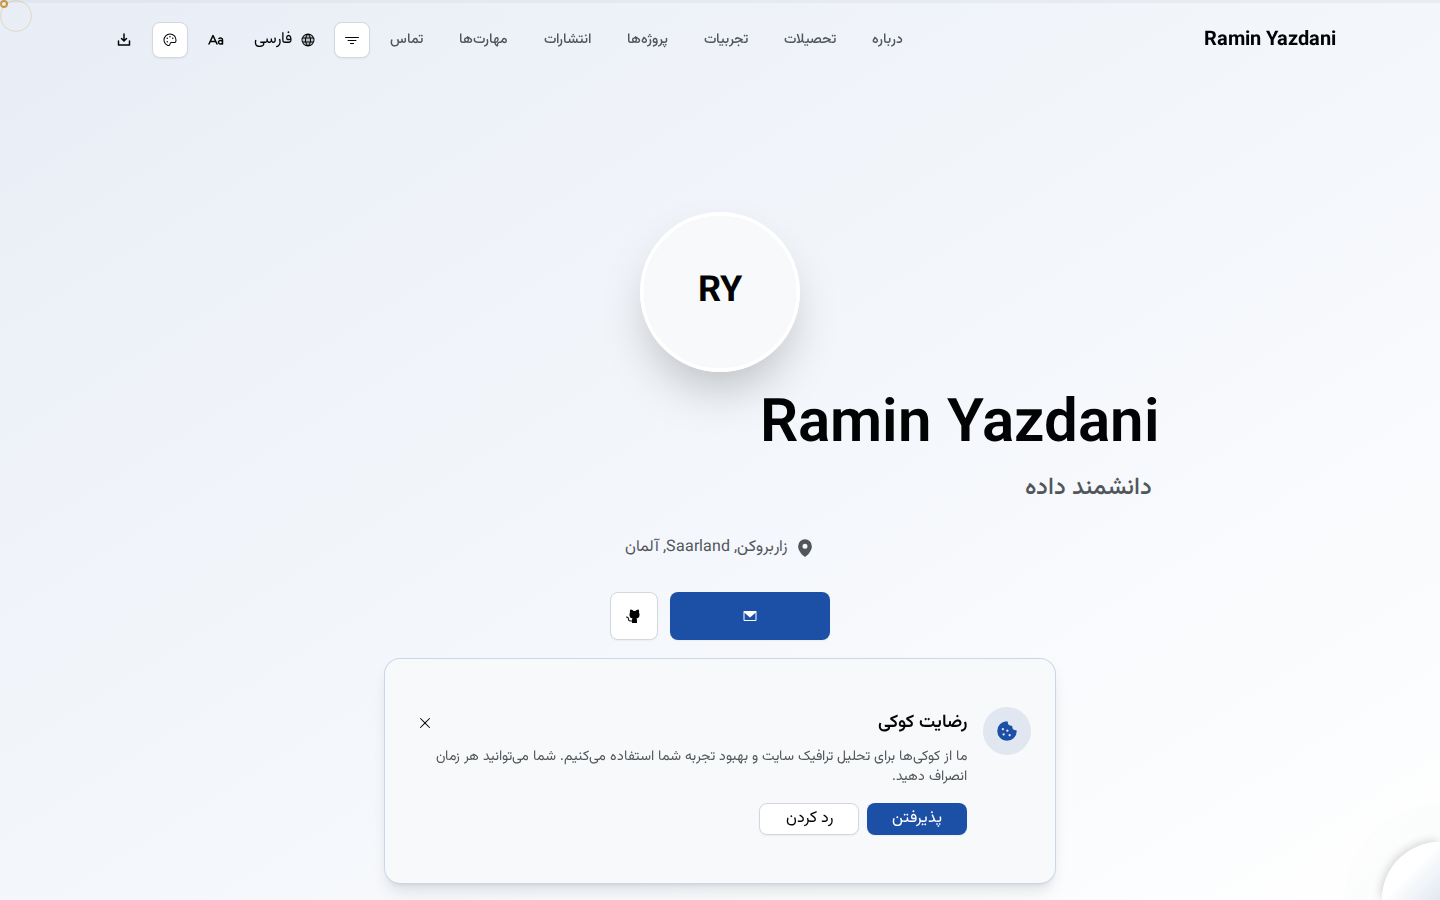 Ramin Yazdani
درباره تحصیلات تجربیات پروژه‌ها انتشارات مهارت‌ها تماس فارسی Aa
RY
Ramin Yazdani
دانشمند داده
زاربروکن, Saarland, آلمان
رضایت کوکی
ما از کوکی‌ها برای تحلیل ترافیک سایت و بهبود تجربه شما استفاده می‌کنیم. شما می‌توانید هر زمان
انصراف دهید.
پذیرفتن رد کردن